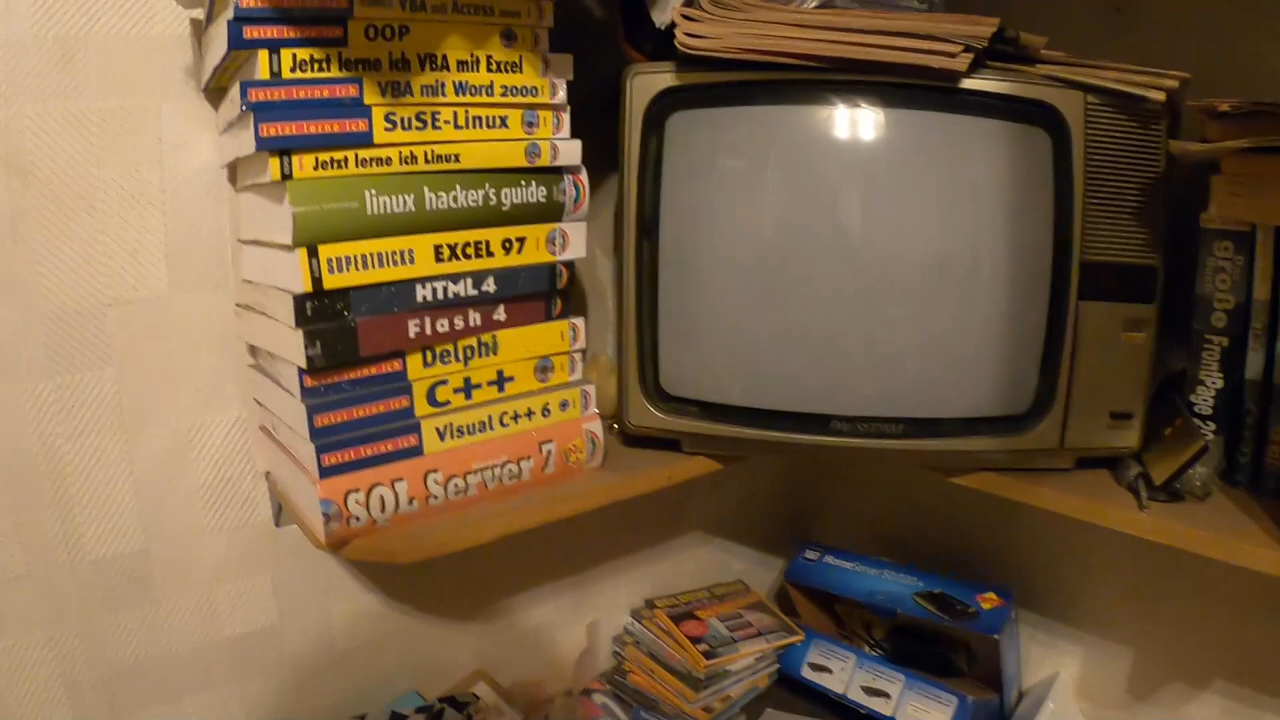 VBA mit Access 2000
Jetzt lerne ich OOP
Jetzt lerne ich VBA mit Excel
Jetzt lerne ich VBA mit Word 2000
Jetzt lerne ich SuSE-Linux
Jetzt lerne ich Linux
linux hacker's guide
SUPERTRICKS EXCEL 97
HTML 4
Flash 4
Jetzt lerne ich Delphi
Jetzt lerne ich C++
Jetzt lerne ich Visual C++ 6
SQL Server 7
große FrontPage
HomeServer